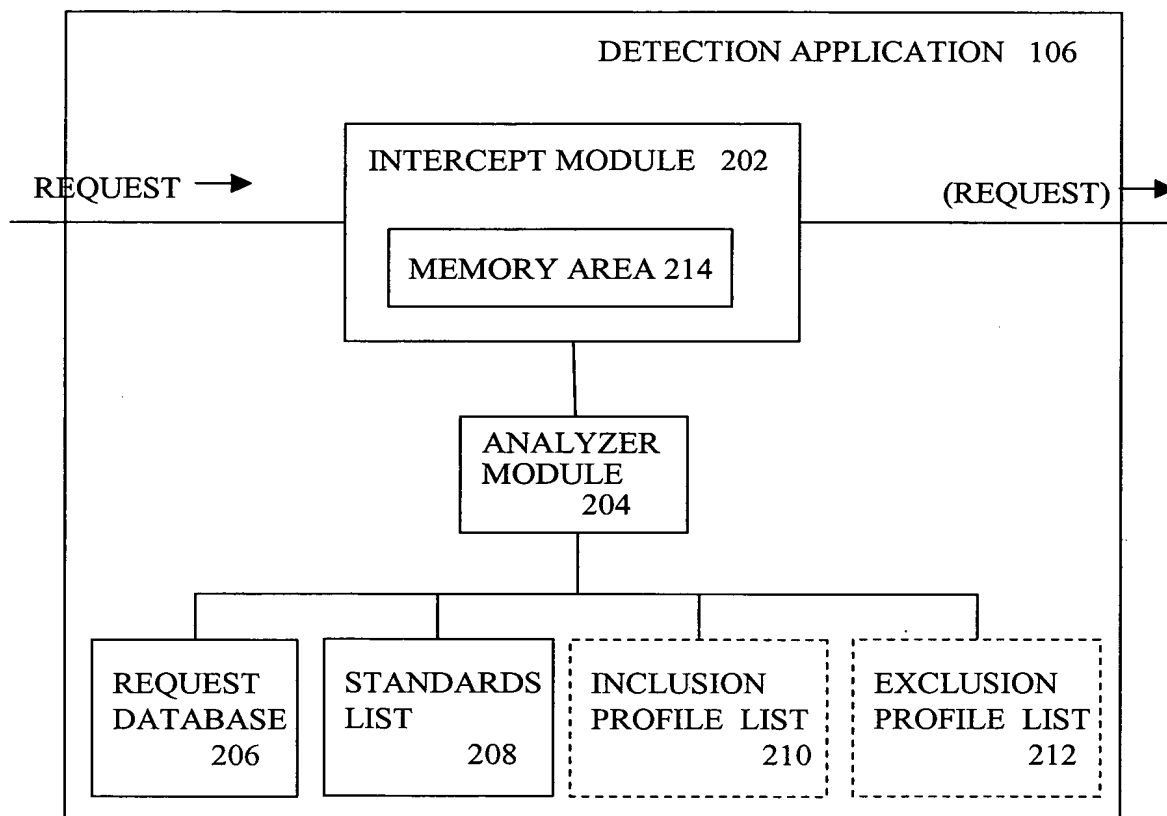 DETECTION APPLICATION 106
INTERCEPT MODULE 202
REQUEST
(REQUEST)
MEMORY AREA 214
ANALYZER
MODULE
204
REQUEST
DATABASE
206
STANDARDS
LIST
208
INCLUSION
PROFILE LIST
210
EXCLUSION
PROFILE LIST
212